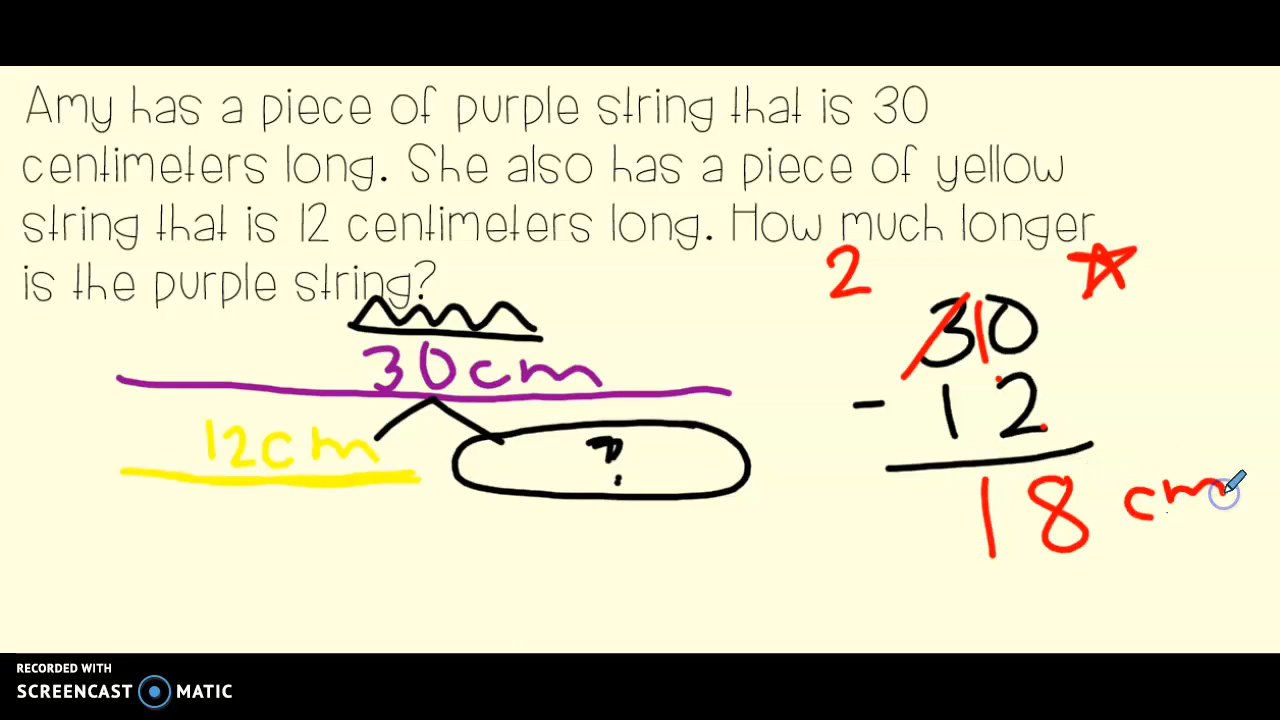 Amy has a piece of purple string that is 30
centimeters long. She also has a piece of yellow
string that is 12 centimeters long. How much longer
is the purple string?
30cm
12cm
?
2
310
- 12
18 cm
RECORDED WITH
SCREENCAST MATIC